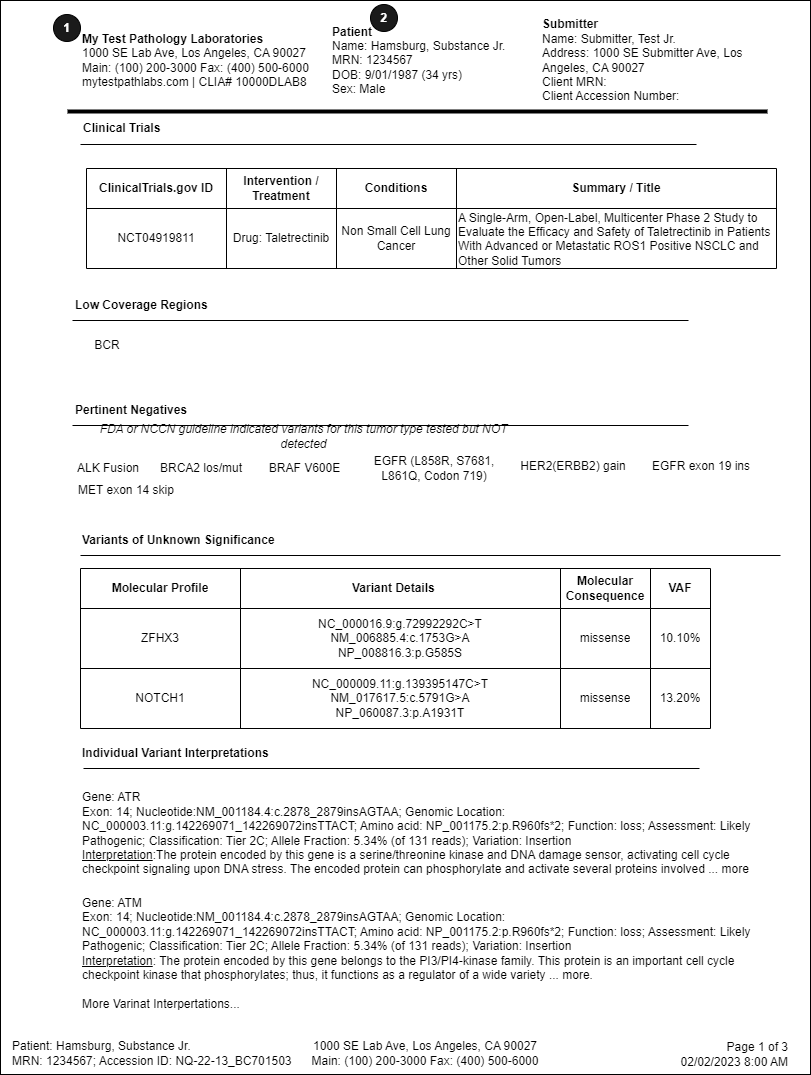 1
My Test Pathology Laboratories
1000 SE Lab Ave, Los Angeles, CA 90027
Main: (100) 200-3000 Fax: (400) 500-6000
mytestpathlabs.com | CLIA# 10000DLAB8
2
Patient
Name: Hamsburg, Substance Jr.
MRN: 1234567
DOB: 9/01/1987 (34 yrs)
Sex: Male
Submitter
Name: Submitter, Test Jr.
Address: 1000 SE Submitter Ave, Los
Angeles, CA 90027
Client MRN:
Client Accession Number:
Clinical Trials
ClinicalTrials.gov ID
Intervention /
Treatment
Conditions
Summary / Title
NCT04919811
Drug: Taletrectinib
Non Small Cell Lung
Cancer
A Single-Arm, Open-Label, Multicenter Phase 2 Study to
Evaluate the Efficacy and Safety of Taletrectinib in Patients
With Advanced or Metastatic ROS1 Positive NSCLC and
Other Solid Tumors
Low Coverage Regions
BCR
Pertinent Negatives
FDA or NCCN guideline indicated variants for this tumor type tested but NOT
detected
ALK Fusion
BRCA2 los/mut
BRAF V600E
EGFR (L858R, S7681,
L861Q, Codon 719)
HER2(ERBB2) gain
EGFR exon 19 ins
MET exon 14 skip
Variants of Unknown Significance
Molecular Profile
Variant Details
Molecular
Consequence
VAF
ZFHX3
NC_000016.9:g.72992292C>T
NM_006885.4:c.1753G>A
NP_008816.3:p.G585S
missense
10.10%
NOTCH1
NC_000009.11:g.139395147C>T
NM_017617.5:c.5791G>A
NP_060087.3:p.A1931T
missense
13.20%
Individual Variant Interpretations
Gene: ATR
Exon: 14; Nucleotide:NM_001184.4:c.2878_2879insAGTAA; Genomic Location:
NC_000003.11:g.142269071_142269072insTTACT; Amino acid: NP_001175.2:p.R960fs*2; Function: loss; Assessment: Likely
Pathogenic; Classification: Tier 2C; Allele Fraction: 5.34% (of 131 reads); Variation: Insertion
Interpretation:The protein encoded by this gene is a serine/threonine kinase and DNA damage sensor, activating cell cycle
checkpoint signaling upon DNA stress. The encoded protein can phosphorylate and activate several proteins involved ... more
Gene: ATM
Exon: 14; Nucleotide:NM_001184.4:c.2878_2879insAGTAA; Genomic Location:
NC_000003.11:g.142269071_142269072insTTACT; Amino acid: NP_001175.2:p.R960fs*2; Function: loss; Assessment: Likely
Pathogenic; Classification: Tier 2C; Allele Fraction: 5.34% (of 131 reads); Variation: Insertion
Interpretation: The protein encoded by this gene belongs to the PI3/PI4-kinase family. This protein is an important cell cycle
checkpoint kinase that phosphorylates; thus, it functions as a regulator of a wide variety ... more.
More Varinat Interpertations...
Patient: Hamsburg, Substance Jr.
MRN: 1234567; Accession ID: NQ-22-13_BC701503
1000 SE Lab Ave, Los Angeles, CA 90027
Main: (100) 200-3000 Fax: (400) 500-6000
Page 1 of 3
02/02/2023 8:00 AM